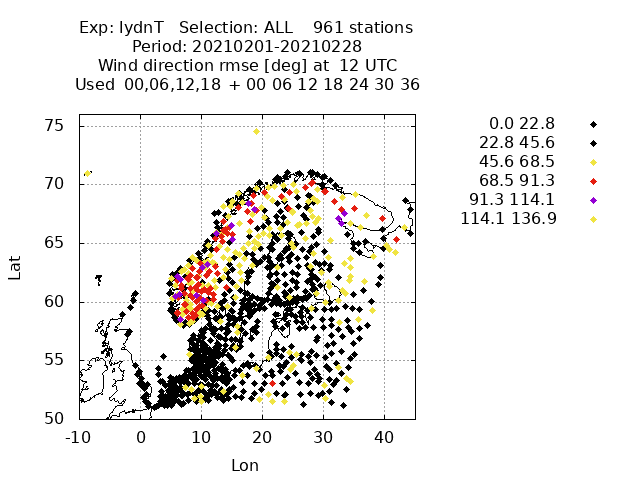 Exp: lydnT   Selection: ALL    961 stations
Period: 20210201-20210228
Wind direction rmse [deg] at  12 UTC
Used  00,06,12,18  + 00 06 12 18 24 30 36
0.0 22.8
22.8 45.6
45.6 68.5
68.5 91.3
91.3 114.1
114.1 136.9
75
70
65
60
55
50
Lat
-10 0 10 20 30 40
Lon